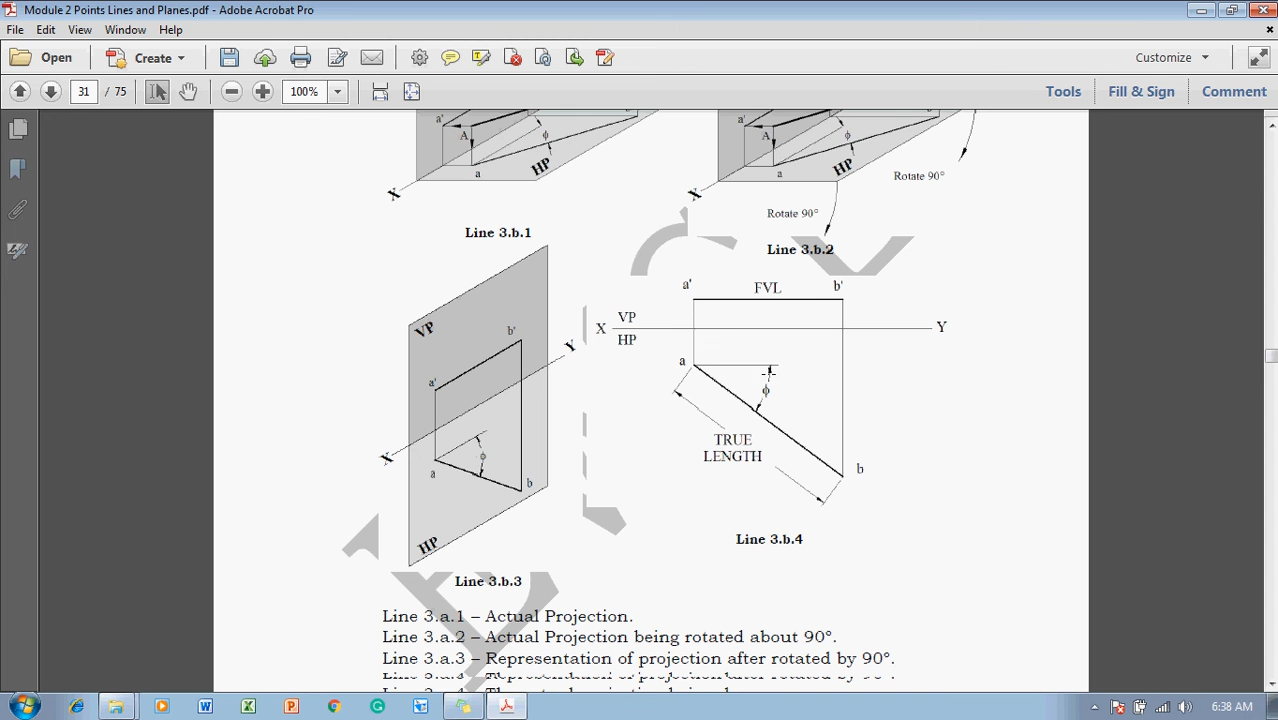 Module 2 Points Lines and Planes.pdf - Adobe Acrobat Pro
File Edit View Window Help
Open Create Customize
31 / 75 100% Tools Fill & Sign Comment
a' A ϕ HP a X
a' A ϕ HP a X
Rotate 90°
Rotate 90°
Line 3.b.1
Line 3.b.2
VP
b'
Y
a'
X
a
ϕ
b
HP
Line 3.b.3
a' FVL b'
X VP Y
HP
a
ϕ
TRUE
LENGTH
b
Line 3.b.4
Line 3.a.1 – Actual Projection.
Line 3.a.2 – Actual Projection being rotated about 90°.
Line 3.a.3 – Representation of projection after rotated by 90°.
6:38 AM